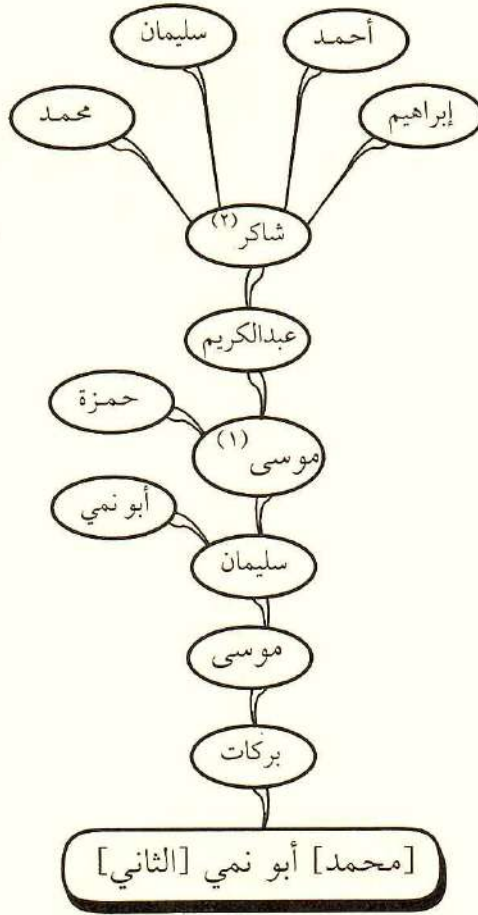 سليمان
أحمد
محمد
إبراهيم
شاكر (٢)
عبدالكريم
حمزة
موسى (١)
أبو نمي
سليمان
موسى
بركات
[محمد] أبو نمي [الثاني]